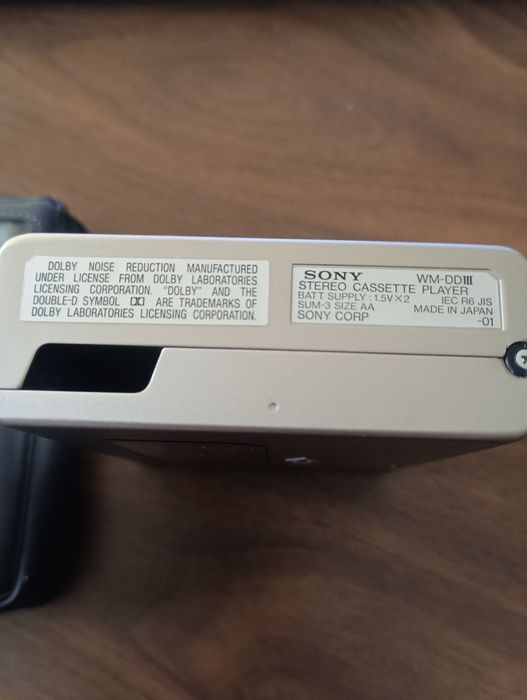 DOLBY NOISE REDUCTION MANUFACTURED
UNDER LICENSE FROM DOLBY LABORATORIES
LICENSING CORPORATION. "DOLBY" AND THE
DOUBLE-D SYMBOL ARE TRADEMARKS OF
DOLBY LABORATORIES LICENSING CORPORATION.
SONY WM-DDIII
STEREO CASSETTE PLAYER
BATT SUPPLY : 1.5V×2 IEC R6 JIS
SUM-3 SIZE AA MADE IN JAPAN
SONY CORP -01